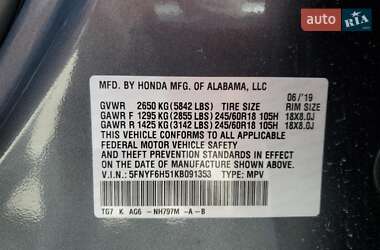 auto RIA
MFD. BY HONDA MFG. OF ALABAMA, LLC
06 / '19
GVWR 2650 KG (5842 LBS) TIRE SIZE RIM SIZE
GAWR F 1295 KG (2855 LBS) 245/60R18 105H 18X8.0J
GAWR R 1425 KG (3142 LBS) 245/60R18 105H 18X8.0J
THIS VEHICLE CONFORMS TO ALL APPLICABLE
FEDERAL MOTOR VEHICLE SAFETY AND
THEFT PREVENTION STANDARDS IN EFFECT ON
THE DATE OF MANUFACTURE SHOWN ABOVE.
V.I.N.: 5FNYF6H51KB091353 TYPE: MPV
TG7 K AG6 -NH797M -A -B